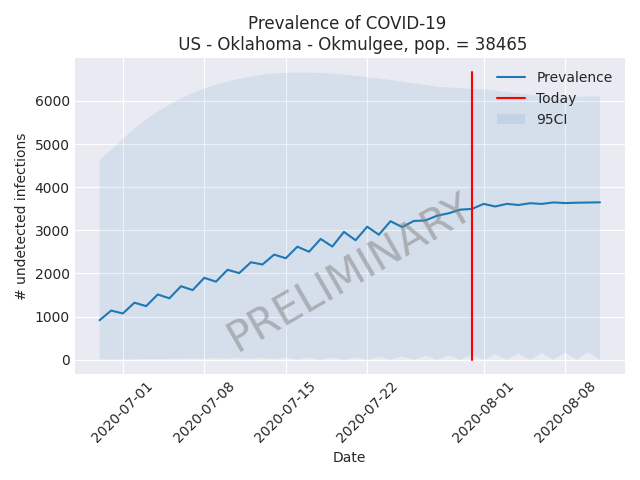 Prevalence of COVID-19
US - Oklahoma - Okmulgee, pop. = 38465
# undetected infections
6000
5000
4000
3000
2000
1000
0
Prevalence
Today
95CI
PRELIMINARY
2020-07-01
2020-07-08
2020-07-15
2020-07-22
2020-08-01
2020-08-08
Date